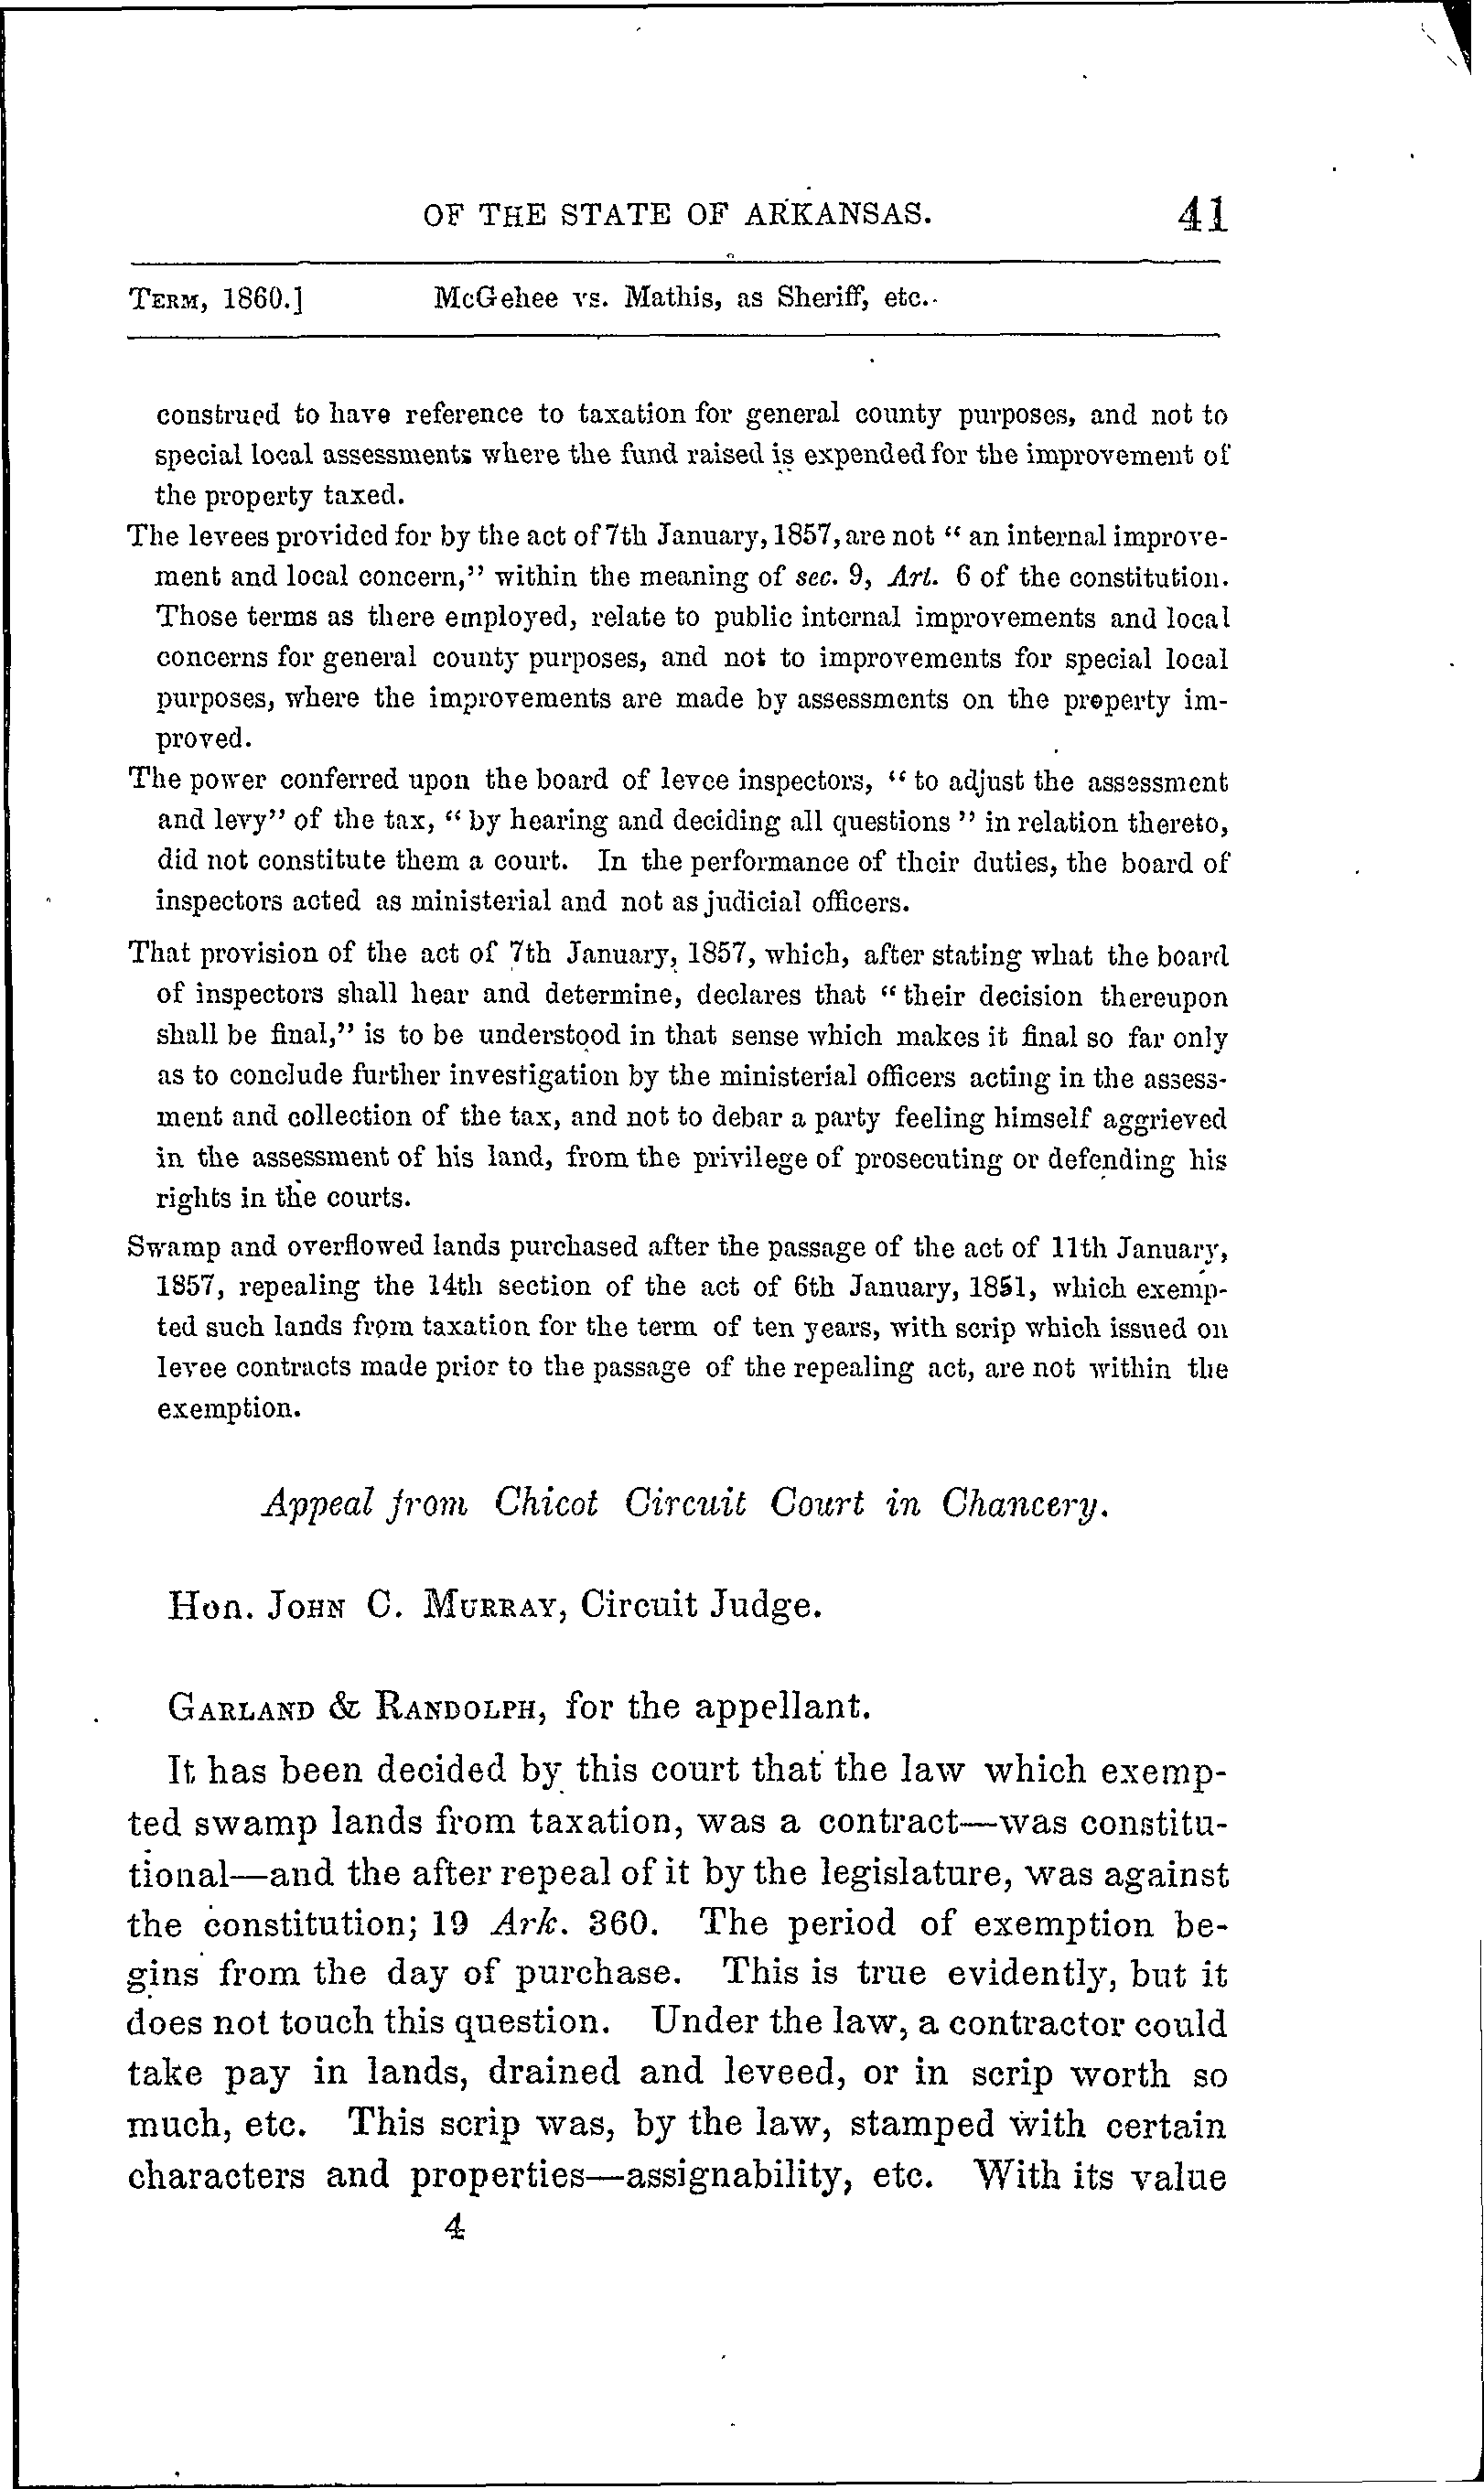 OF THE STATE OF ARKANSAS. 41
TERM, 1860.] McGehee vs. Mathis, as Sheriff, etc.
construed to have reference to taxation for general county purposes, and not to
special local assessments where the fund raised is expended for the improvement of
the property taxed.
The levees provided for by the act of 7th January, 1857, are not "an internal improve-
ment and local concern," within the meaning of sec. 9, Art. 6 of the constitution.
Those terms as there employed, relate to public internal improvements and local
concerns for general county purposes, and not to improvements for special local
purposes, where the improvements are made by assessments on the property im-
proved.
The power conferred upon the board of levee inspectors, "to adjust the assessment
and levy" of the tax, "by hearing and deciding all questions" in relation thereto,
did not constitute them a court. In the performance of their duties, the board of
inspectors acted as ministerial and not as judicial officers.
That provision of the act of 7th January, 1857, which, after stating what the board
of inspectors shall hear and determine, declares that "their decision thereupon
shall be final," is to be understood in that sense which makes it final so far only
as to conclude further investigation by the ministerial officers acting in the assess-
ment and collection of the tax, and not to debar a party feeling himself aggrieved
in the assessment of his land, from the privilege of prosecuting or defending his
rights in the courts.
Swamp and overflowed lands purchased after the passage of the act of 11th January,
1857, repealing the 14th section of the act of 6th January, 1851, which exemp-
ted such lands from taxation for the term of ten years, with scrip which issued on
levee contracts made prior to the passage of the repealing act, are not within the
exemption.
Appeal from Chicot Circuit Court in Chancery.
Hon. JOHN C. MURRAY, Circuit Judge.
GARLAND & RANDOLPH, for the appellant.
It has been decided by this court that the law which exemp-
ted swamp lands from taxation, was a contract—was constitu-
tional—and the after repeal of it by the legislature, was against
the constitution; 19 Ark. 360. The period of exemption be-
gins from the day of purchase. This is true evidently, but it
does not touch this question. Under the law, a contractor could
take pay in lands, drained and leveed, or in scrip worth so
much, etc. This scrip was, by the law, stamped with certain
characters and properties—assignability, etc. With its value
4